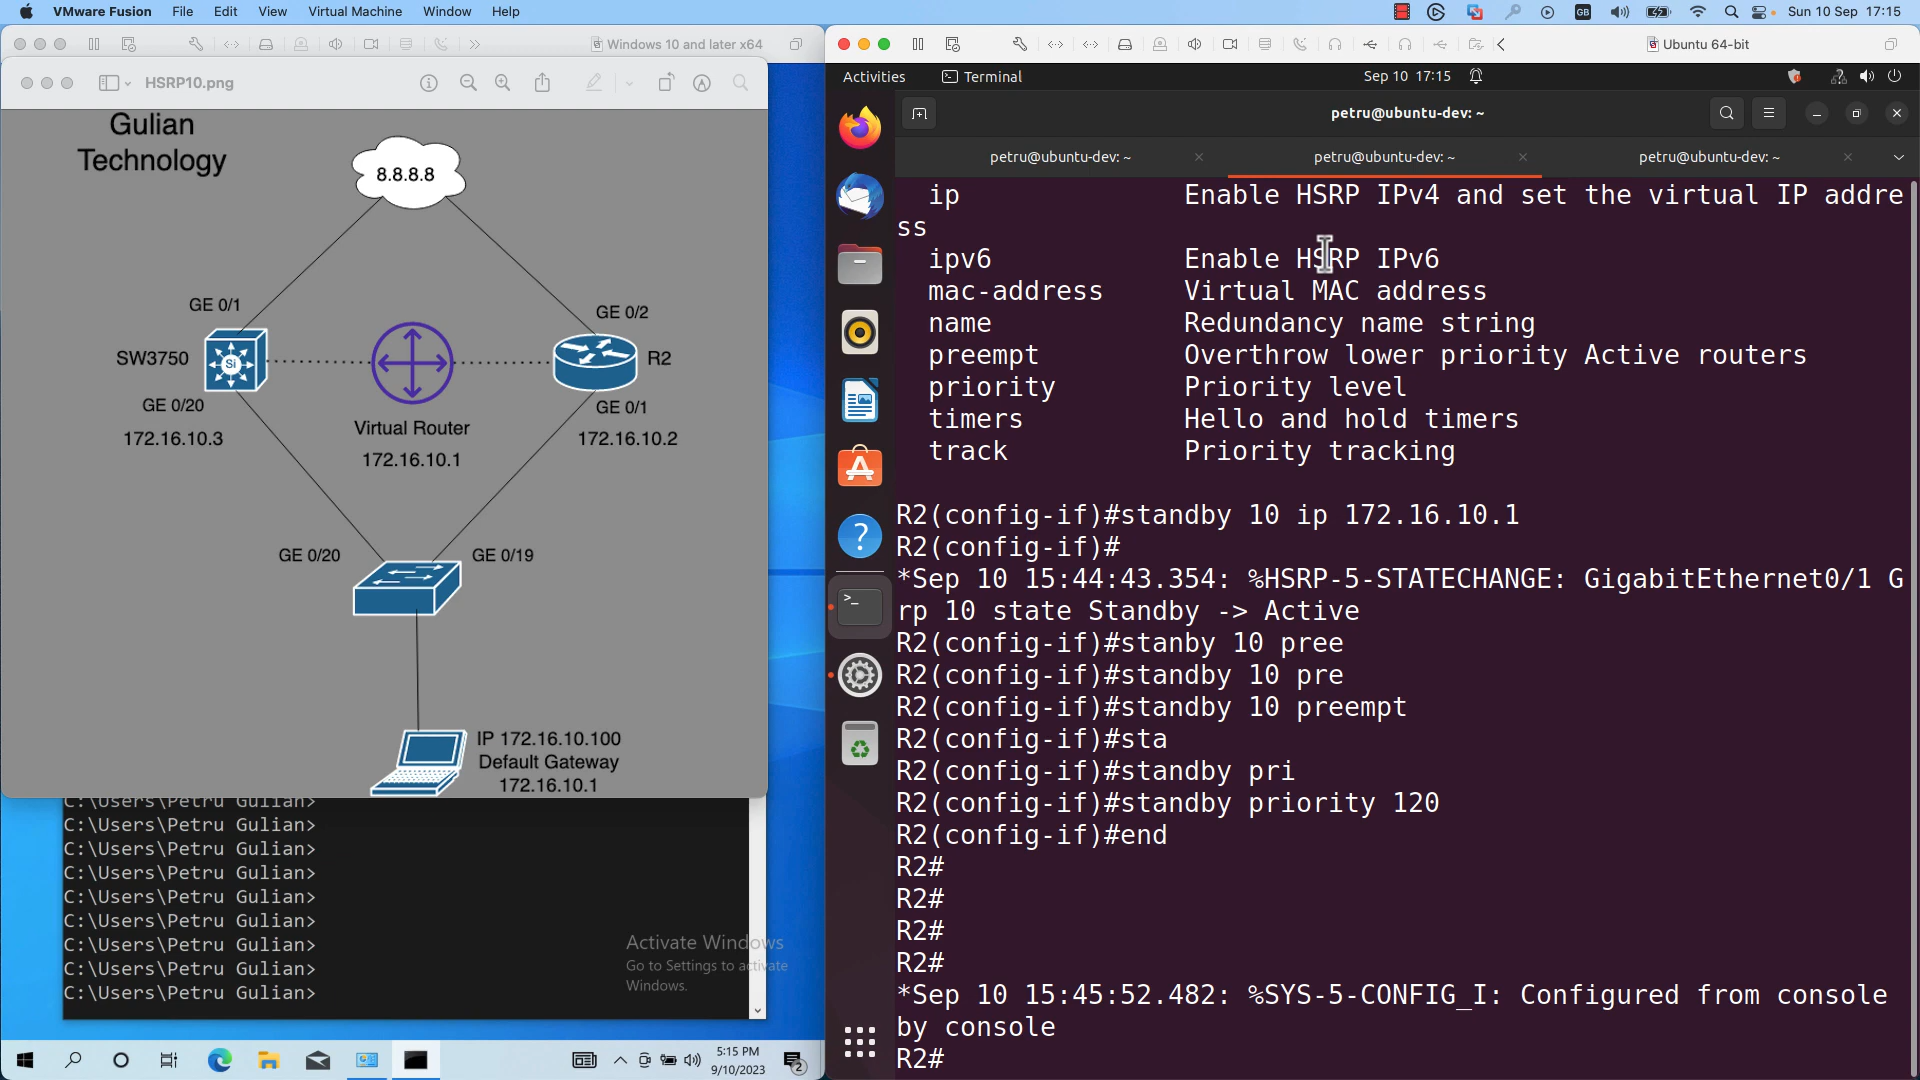 VMware Fusion File Edit View Virtual Machine Window Help
GB Sun 10 Sep 17:15
Windows 10 and later x64
HSRP10.png
Gulian
Technology
8.8.8.8
GE 0/1
GE 0/2
SW3750
Si
R2
GE 0/20
GE 0/1
172.16.10.3
Virtual Router
172.16.10.2
172.16.10.1
GE 0/20
GE 0/19
IP 172.16.10.100
Default Gateway
172.16.10.1
C:\Users\Petru Gulian>
C:\Users\Petru Gulian>
C:\Users\Petru Gulian>
C:\Users\Petru Gulian>
C:\Users\Petru Gulian>
C:\Users\Petru Gulian>
C:\Users\Petru Gulian>
C:\Users\Petru Gulian>
C:\Users\Petru Gulian>
Activate Windows
Go to Settings to activate
Windows.
5:15 PM
9/10/2023
2
Ubuntu 64-bit
Activities Terminal Sep 10 17:15
petru@ubuntu-dev: ~
petru@ubuntu-dev: ~ petru@ubuntu-dev: ~ petru@ubuntu-dev: ~
ip Enable HSRP IPv4 and set the virtual IP addre
ss
ipv6 Enable HSRP IPv6
mac-address Virtual MAC address
name Redundancy name string
preempt Overthrow lower priority Active routers
priority Priority level
timers Hello and hold timers
track Priority tracking
R2(config-if)#standby 10 ip 172.16.10.1
R2(config-if)#
*Sep 10 15:44:43.354: %HSRP-5-STATECHANGE: GigabitEthernet0/1 G
rp 10 state Standby -> Active
R2(config-if)#stanby 10 pree
R2(config-if)#standby 10 pre
R2(config-if)#standby 10 preempt
R2(config-if)#sta
R2(config-if)#standby pri
R2(config-if)#standby priority 120
R2(config-if)#end
R2#
R2#
R2#
R2#
*Sep 10 15:45:52.482: %SYS-5-CONFIG_I: Configured from console
by console
R2#